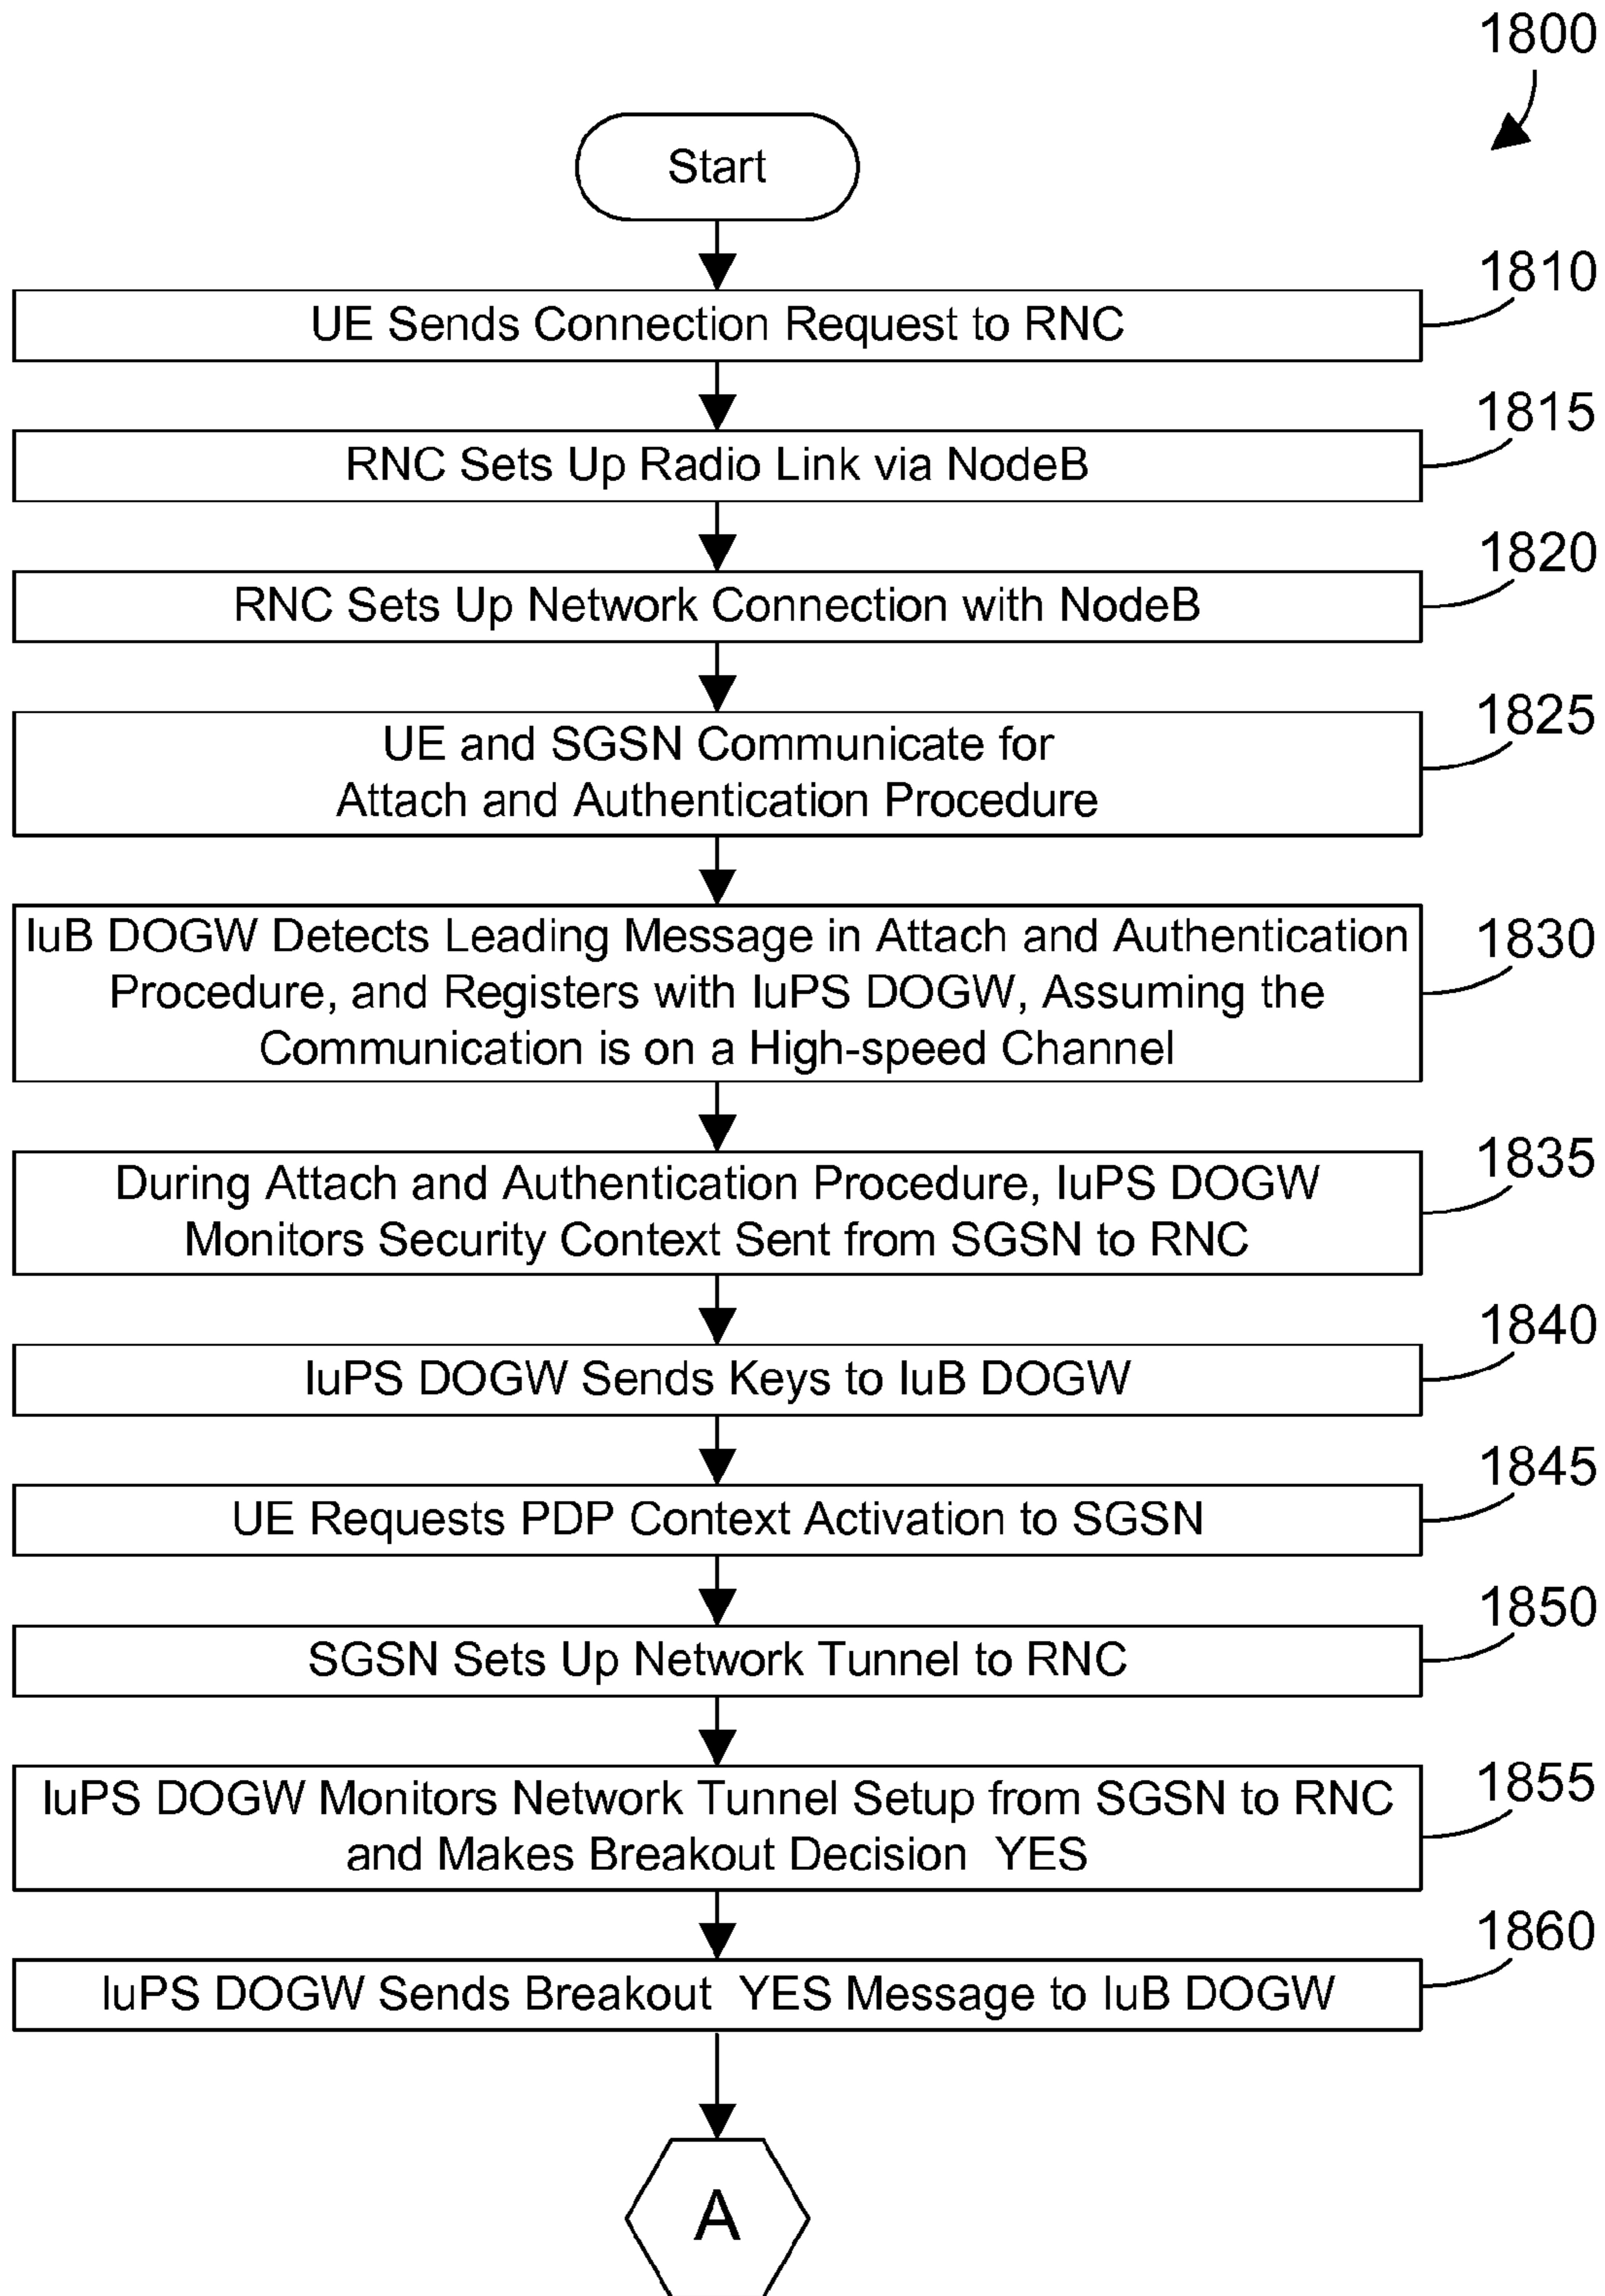 1800
Start
1810
UE Sends Connection Request to RNC
1815
RNC Sets Up Radio Link via NodeB
1820
RNC Sets Up Network Connection with NodeB
1825
UE and SGSN Communicate for
Attach and Authentication Procedure
1830
IuB DOGW Detects Leading Message in Attach and Authentication
Procedure, and Registers with IuPS DOGW, Assuming the
Communication is on a High-speed Channel
1835
During Attach and Authentication Procedure, IuPS DOGW
Monitors Security Context Sent from SGSN to RNC
1840
IuPS DOGW Sends Keys to IuB DOGW
1845
UE Requests PDP Context Activation to SGSN
1850
SGSN Sets Up Network Tunnel to RNC
1855
IuPS DOGW Monitors Network Tunnel Setup from SGSN to RNC
and Makes Breakout Decision YES
1860
IuPS DOGW Sends Breakout YES Message to IuB DOGW
A